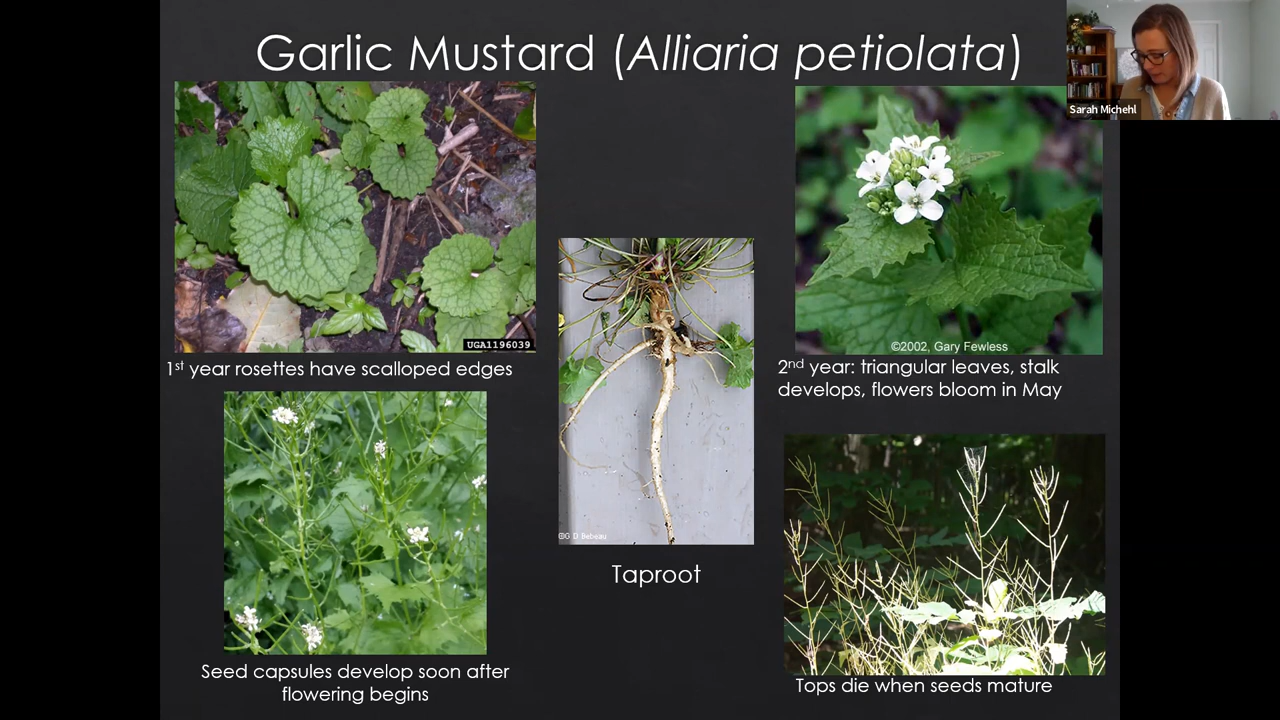 Garlic Mustard (Alliaria petiolata)
Sarah Michehl
UGA1196039
©2002, Gary Fewless
1st year rosettes have scalloped edges
2nd year: triangular leaves, stalk
develops, flowers bloom in May
©G D Bebeau
Taproot
Seed capsules develop soon after
flowering begins
Tops die when seeds mature